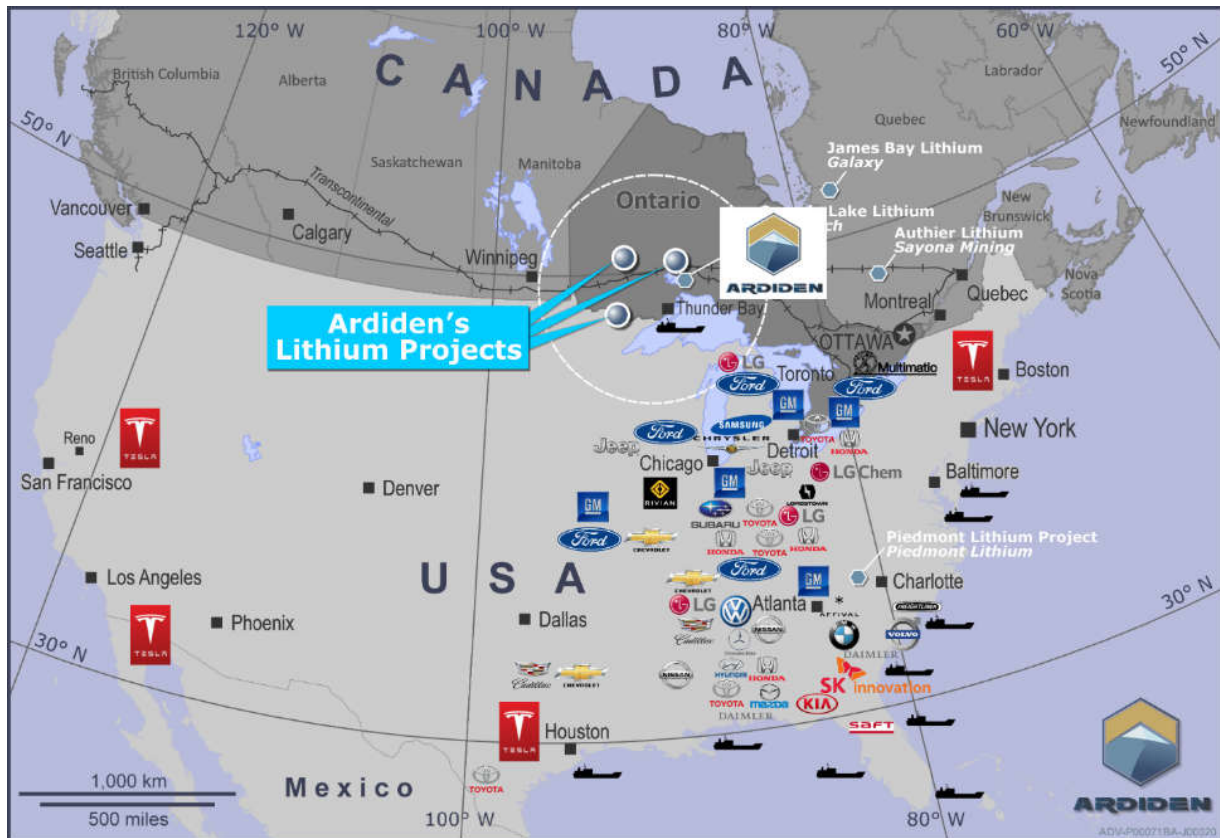 120° W
100° W
80° W
60° W
50° N
50° N
CANADA
British Columbia
Alberta
Saskatchewan
Manitoba
Ontario
Quebec
Labrador
Newfoundland
New
Brunswick
Nova
Scotia
Transcontinental
James Bay Lithium
Galaxy
Lake Lithium
ch
Authier Lithium
Sayona Mining
ARDIDEN
Vancouver
Seattle
Calgary
Winnipeg
Thunder Bay
Montreal
Quebec
OTTAWA
Toronto
Ardiden's
Lithium Projects
LG
Ford
Multimatic
Ford
TESLA
Boston
GM
GM
SAMSUNG
Ford
CHRYSLER
Jeep
TOYOTA
HONDA
New York
Detroit
Chicago
Jeep
LG Chem
Baltimore
TESLA
Reno
San Francisco
Denver
GM
RIVIAN
GM
LORDSTOWN
SUBARU
TOYOTA
LG
Ford
CHEVROLET
HONDA
TOYOTA
HONDA
Piedmont Lithium Project
Piedmont Lithium
USA
Ford
CHEVROLET
GM
Charlotte
Los Angeles
LG
Atlanta
ARRIVAL
FREIGHTLINER
TESLA
Phoenix
Dallas
Cadillac
NISSAN
BMW
VOLVO
DAIMLER
Mercedes-Benz
30° N
30° N
Cadillac
CHEVROLET
NISSAN
HYUNDAI
HONDA
SK innovation
TOYOTA
mazda
KIA
DAIMLER
SAFT
TESLA
Houston
TOYOTA
Mexico
1,000 km
500 miles
100° W
80° W
ARDIDEN